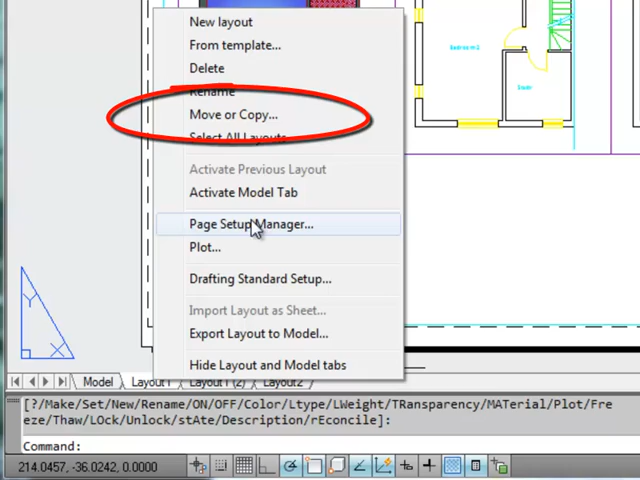 New layout
From template...
Delete
Rename
Move or Copy...
Select All Layouts
Activate Previous Layout
Activate Model Tab
Page Setup Manager...
Plot...
Drafting Standard Setup...
Import Layout as Sheet...
Export Layout to Model...
Hide Layout and Model tabs
Bedroom 2
Y
X
Model Layout1 Layout1 (2) Layout2
[?/Make/Set/New/Rename/ON/OFF/Color/Ltype/LWeight/TRansparency/MATerial/Plot/Fre
eze/Thaw/LOck/Unlock/stAte/Description/rEconcile]:
Command:
214.0457, -36.0242, 0.0000